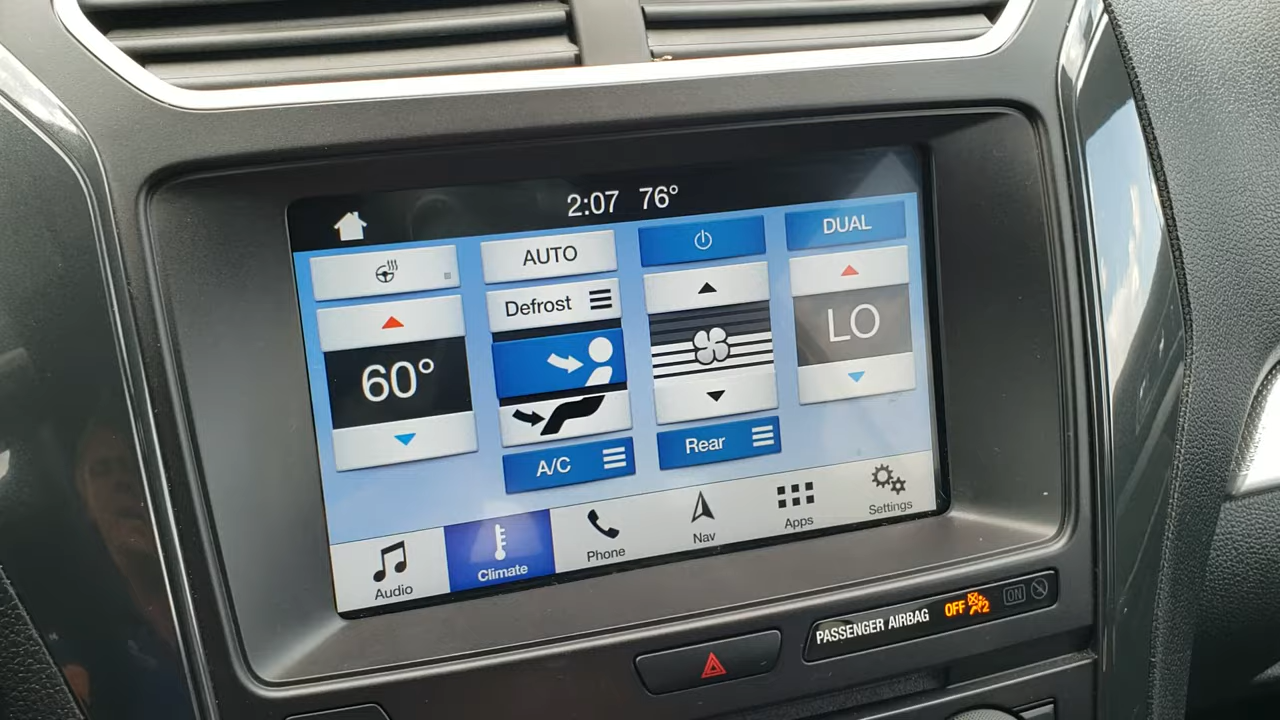 2:07 76°
AUTO
DUAL
Defrost
60°
LO
A/C
Rear
Audio
Climate
Phone
Nav
Apps
Settings
PASSENGER AIRBAG OFF 2 ON